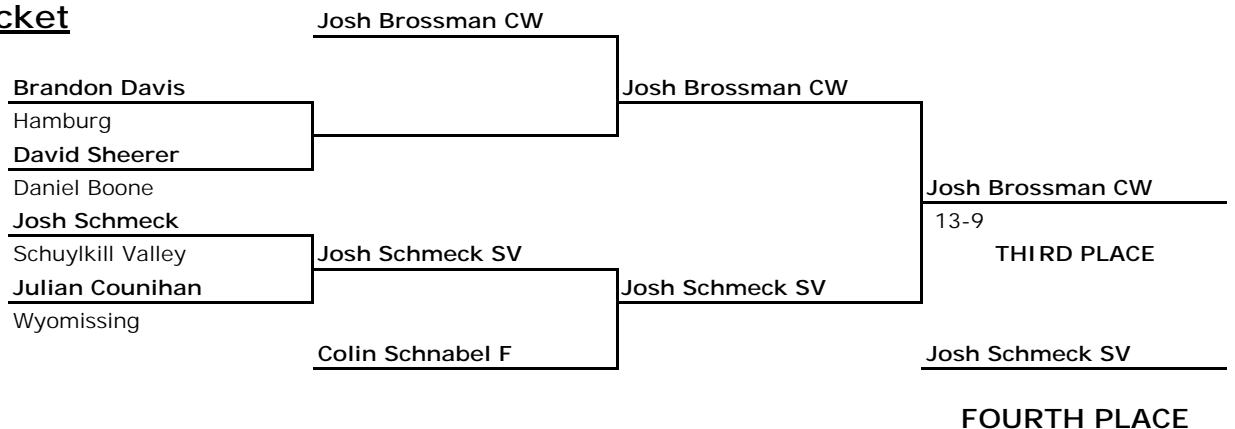 cket
Josh Brossman CW
Brandon Davis
Josh Brossman CW
Hamburg
David Sheerer
Daniel Boone
Josh Brossman CW
Josh Schmeck
13-9
Schuylkill Valley
Josh Schmeck SV
THIRD PLACE
Julian Counihan
Josh Schmeck SV
Wyomissing
Colin Schnabel F
Josh Schmeck SV
FOURTH PLACE